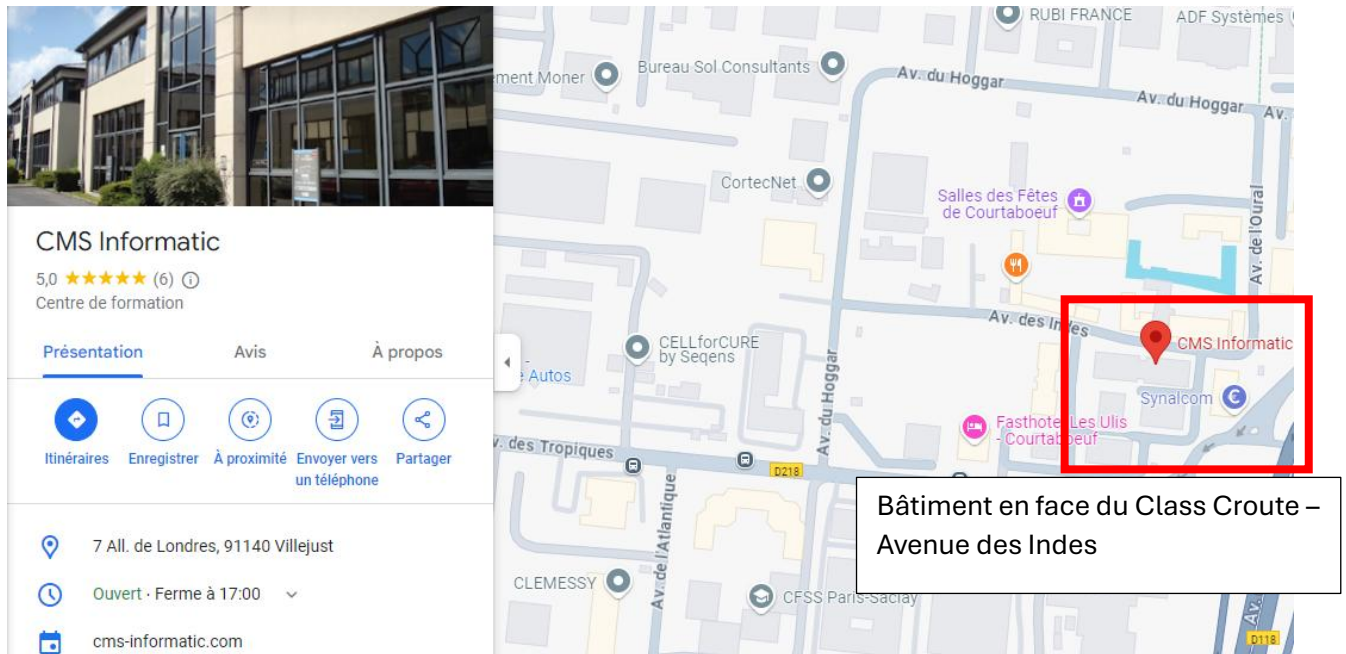 CMS Informatic
5,0 ★★★★★ (6)
Centre de formation
Présentation
Avis
À propos
Itinéraires
Enregistrer
À proximité
Envoyer vers
un téléphone
Partager
7 All. de Londres, 91140 Villejust
Ouvert · Ferme à 17:00
cms-informatic.com
RUBI FRANCE
ADF Systèmes
ment Moner
Bureau Sol Consultants
Av. du Hoggar
Av. du Hoggar
Av.
CortecNet
Salles des Fêtes
de Courtaboeuf
Av. de l'Oural
Av. des Indes
CMS Informatic
CELLforCURE
by Seqens
e Autos
Av. du Hoggar
Synalcom
Fasthotel Les Ulis
- Courtaboeuf
v. des Tropiques
D218
Av. de l'Atlantique
Bâtiment en face du Class Croute –
Avenue des Indes
CLEMESSY
CFSS Paris-Saclay
Av.
D118